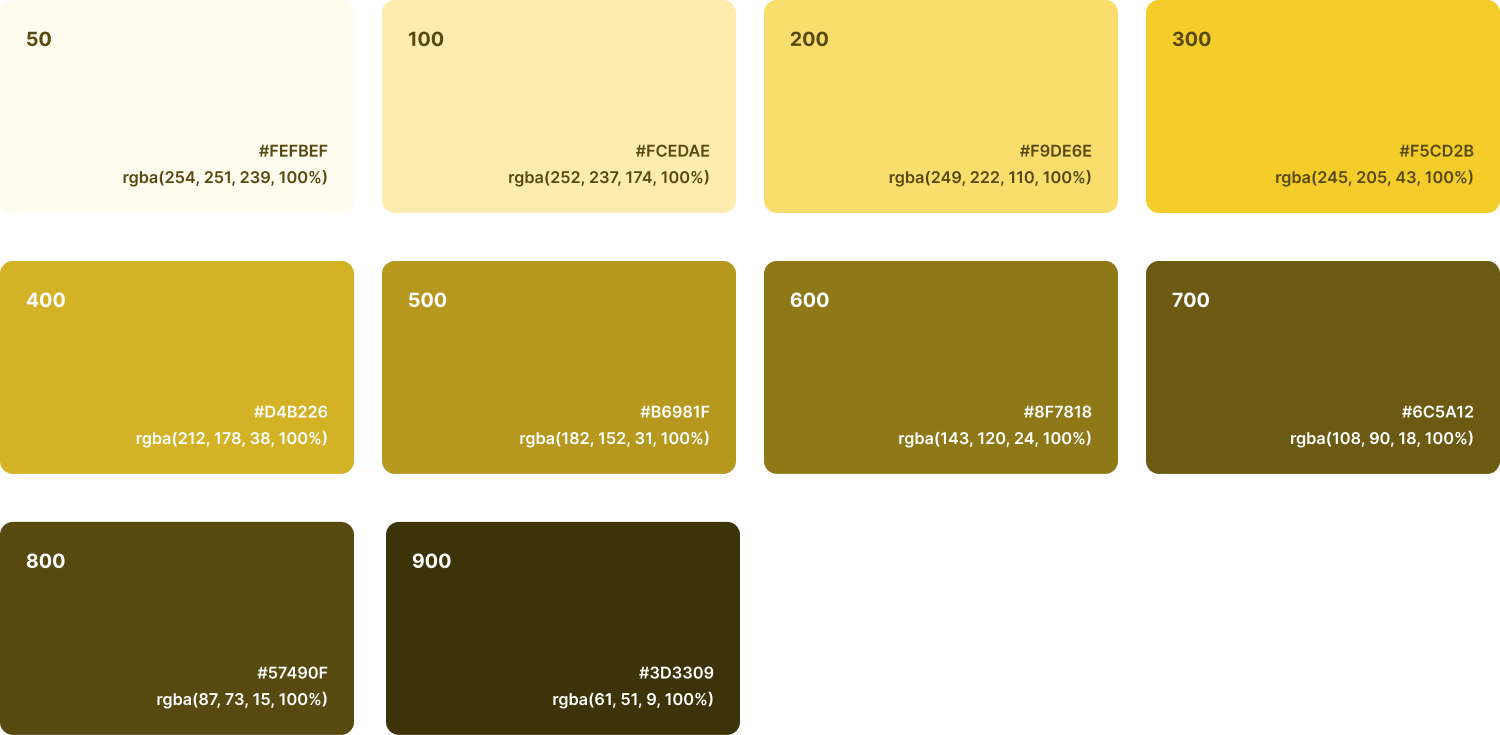 50
#FEFBEF
rgba(254, 251, 239, 100%)
100
#FCEDAE
rgba(252, 237, 174, 100%)
200
#F9DE6E
rgba(249, 222, 110, 100%)
300
#F5CD2B
rgba(245, 205, 43, 100%)
400
#D4B226
rgba(212, 178, 38, 100%)
500
#B6981F
rgba(182, 152, 31, 100%)
600
#8F7818
rgba(143, 120, 24, 100%)
700
#6C5A12
rgba(108, 90, 18, 100%)
800
#57490F
rgba(87, 73, 15, 100%)
900
#3D3309
rgba(61, 51, 9, 100%)